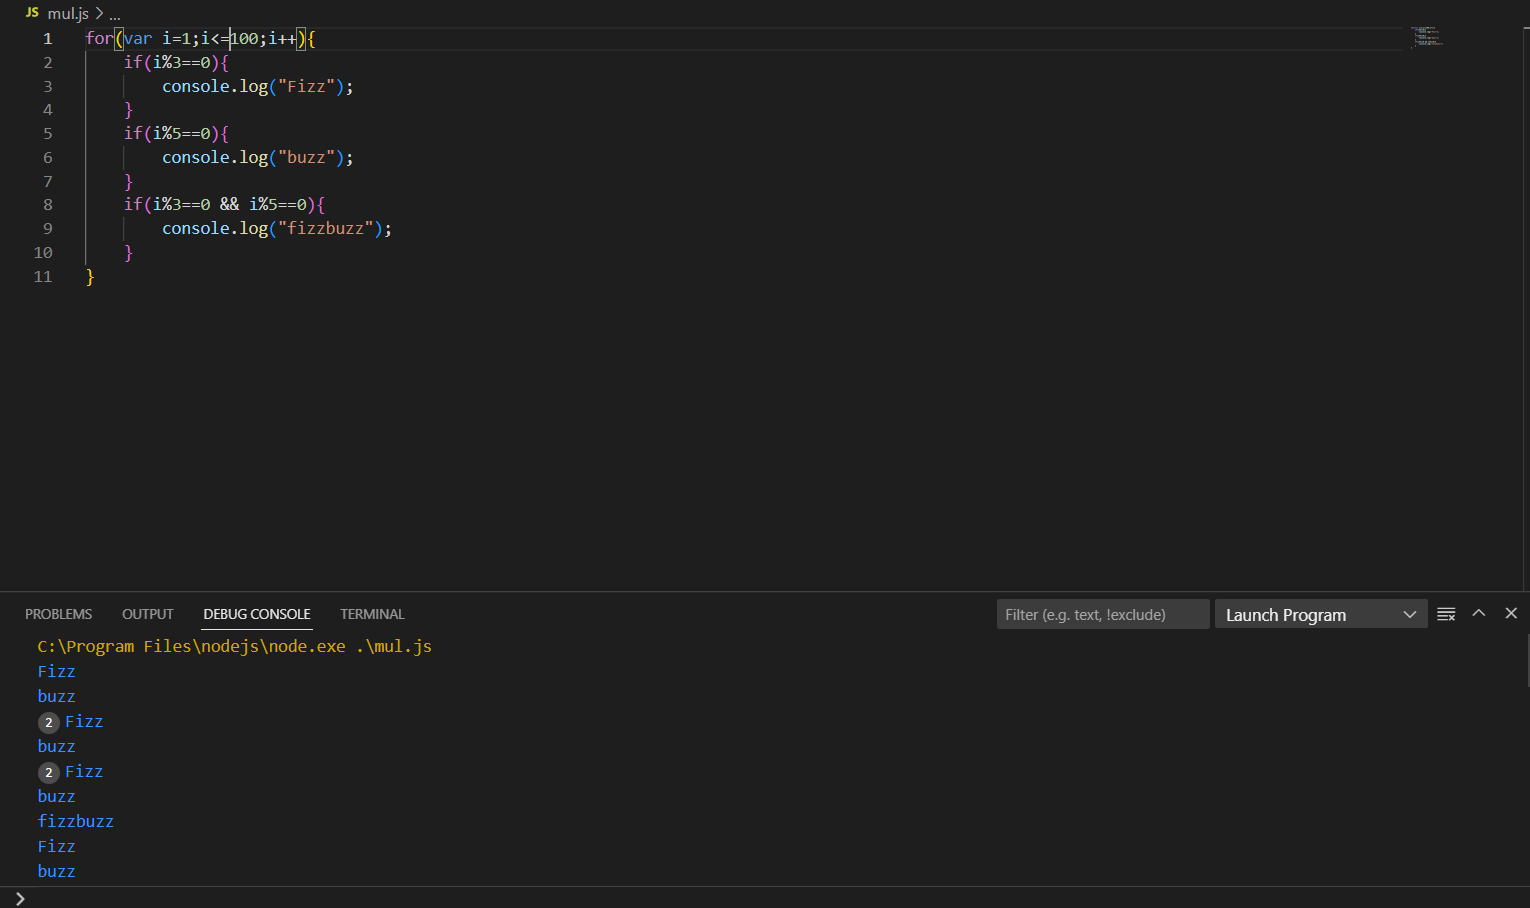 JS mul.js > ...
1 for(var i=1;i<=100;i++){
2 if(i%3==0){
3 console.log("Fizz");
4 }
5 if(i%5==0){
6 console.log("buzz");
7 }
8 if(i%3==0 && i%5==0){
9 console.log("fizzbuzz");
10 }
11 }
PROBLEMS OUTPUT DEBUG CONSOLE TERMINAL Filter (e.g. text, !exclude) Launch Program
C:\Program Files\nodejs\node.exe .\mul.js
Fizz
buzz
2 Fizz
buzz
2 Fizz
buzz
fizzbuzz
Fizz
buzz
>